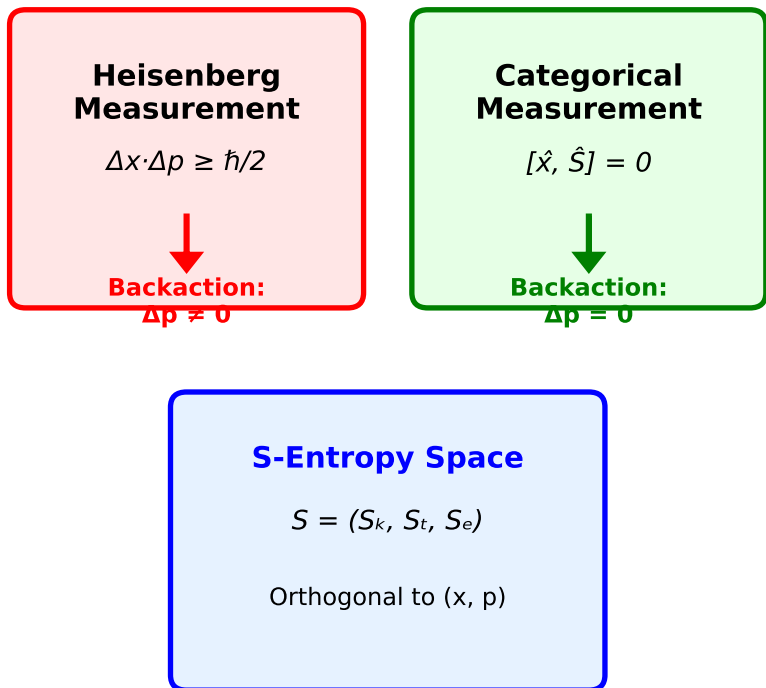 Heisenberg
Measurement
Δx·Δp ≥ ℏ/2
Backaction:
Δp ≠ 0
Categorical
Measurement
[x̂, Ŝ] = 0
Backaction:
Δp = 0
S-Entropy Space
S = (Sₖ, Sₜ, Sₑ)
Orthogonal to (x, p)